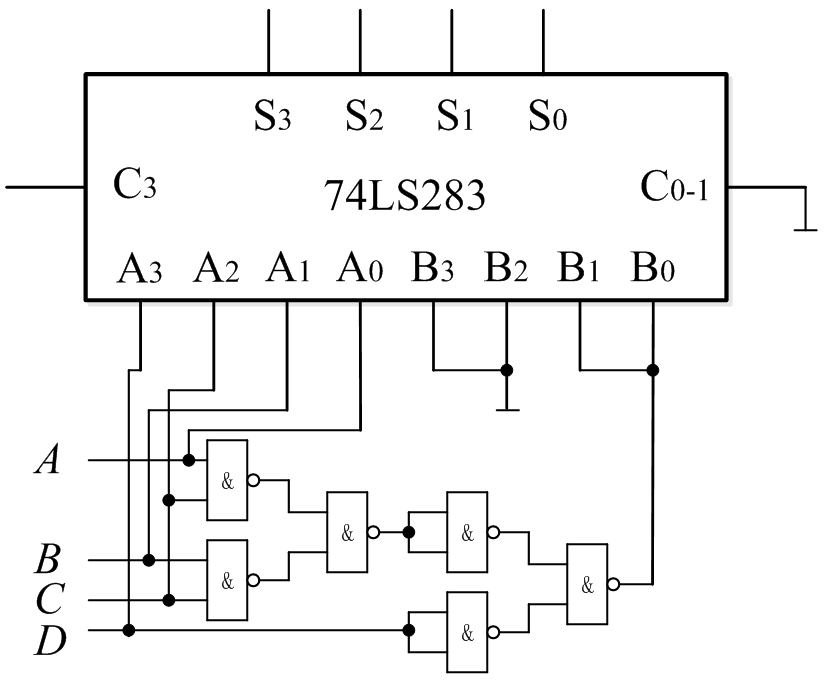 S3 S2 S1 S0
C3 74LS283 C0-1
A3 A2 A1 A0 B3 B2 B1 B0
A
&
& &
B
& &
C
D &